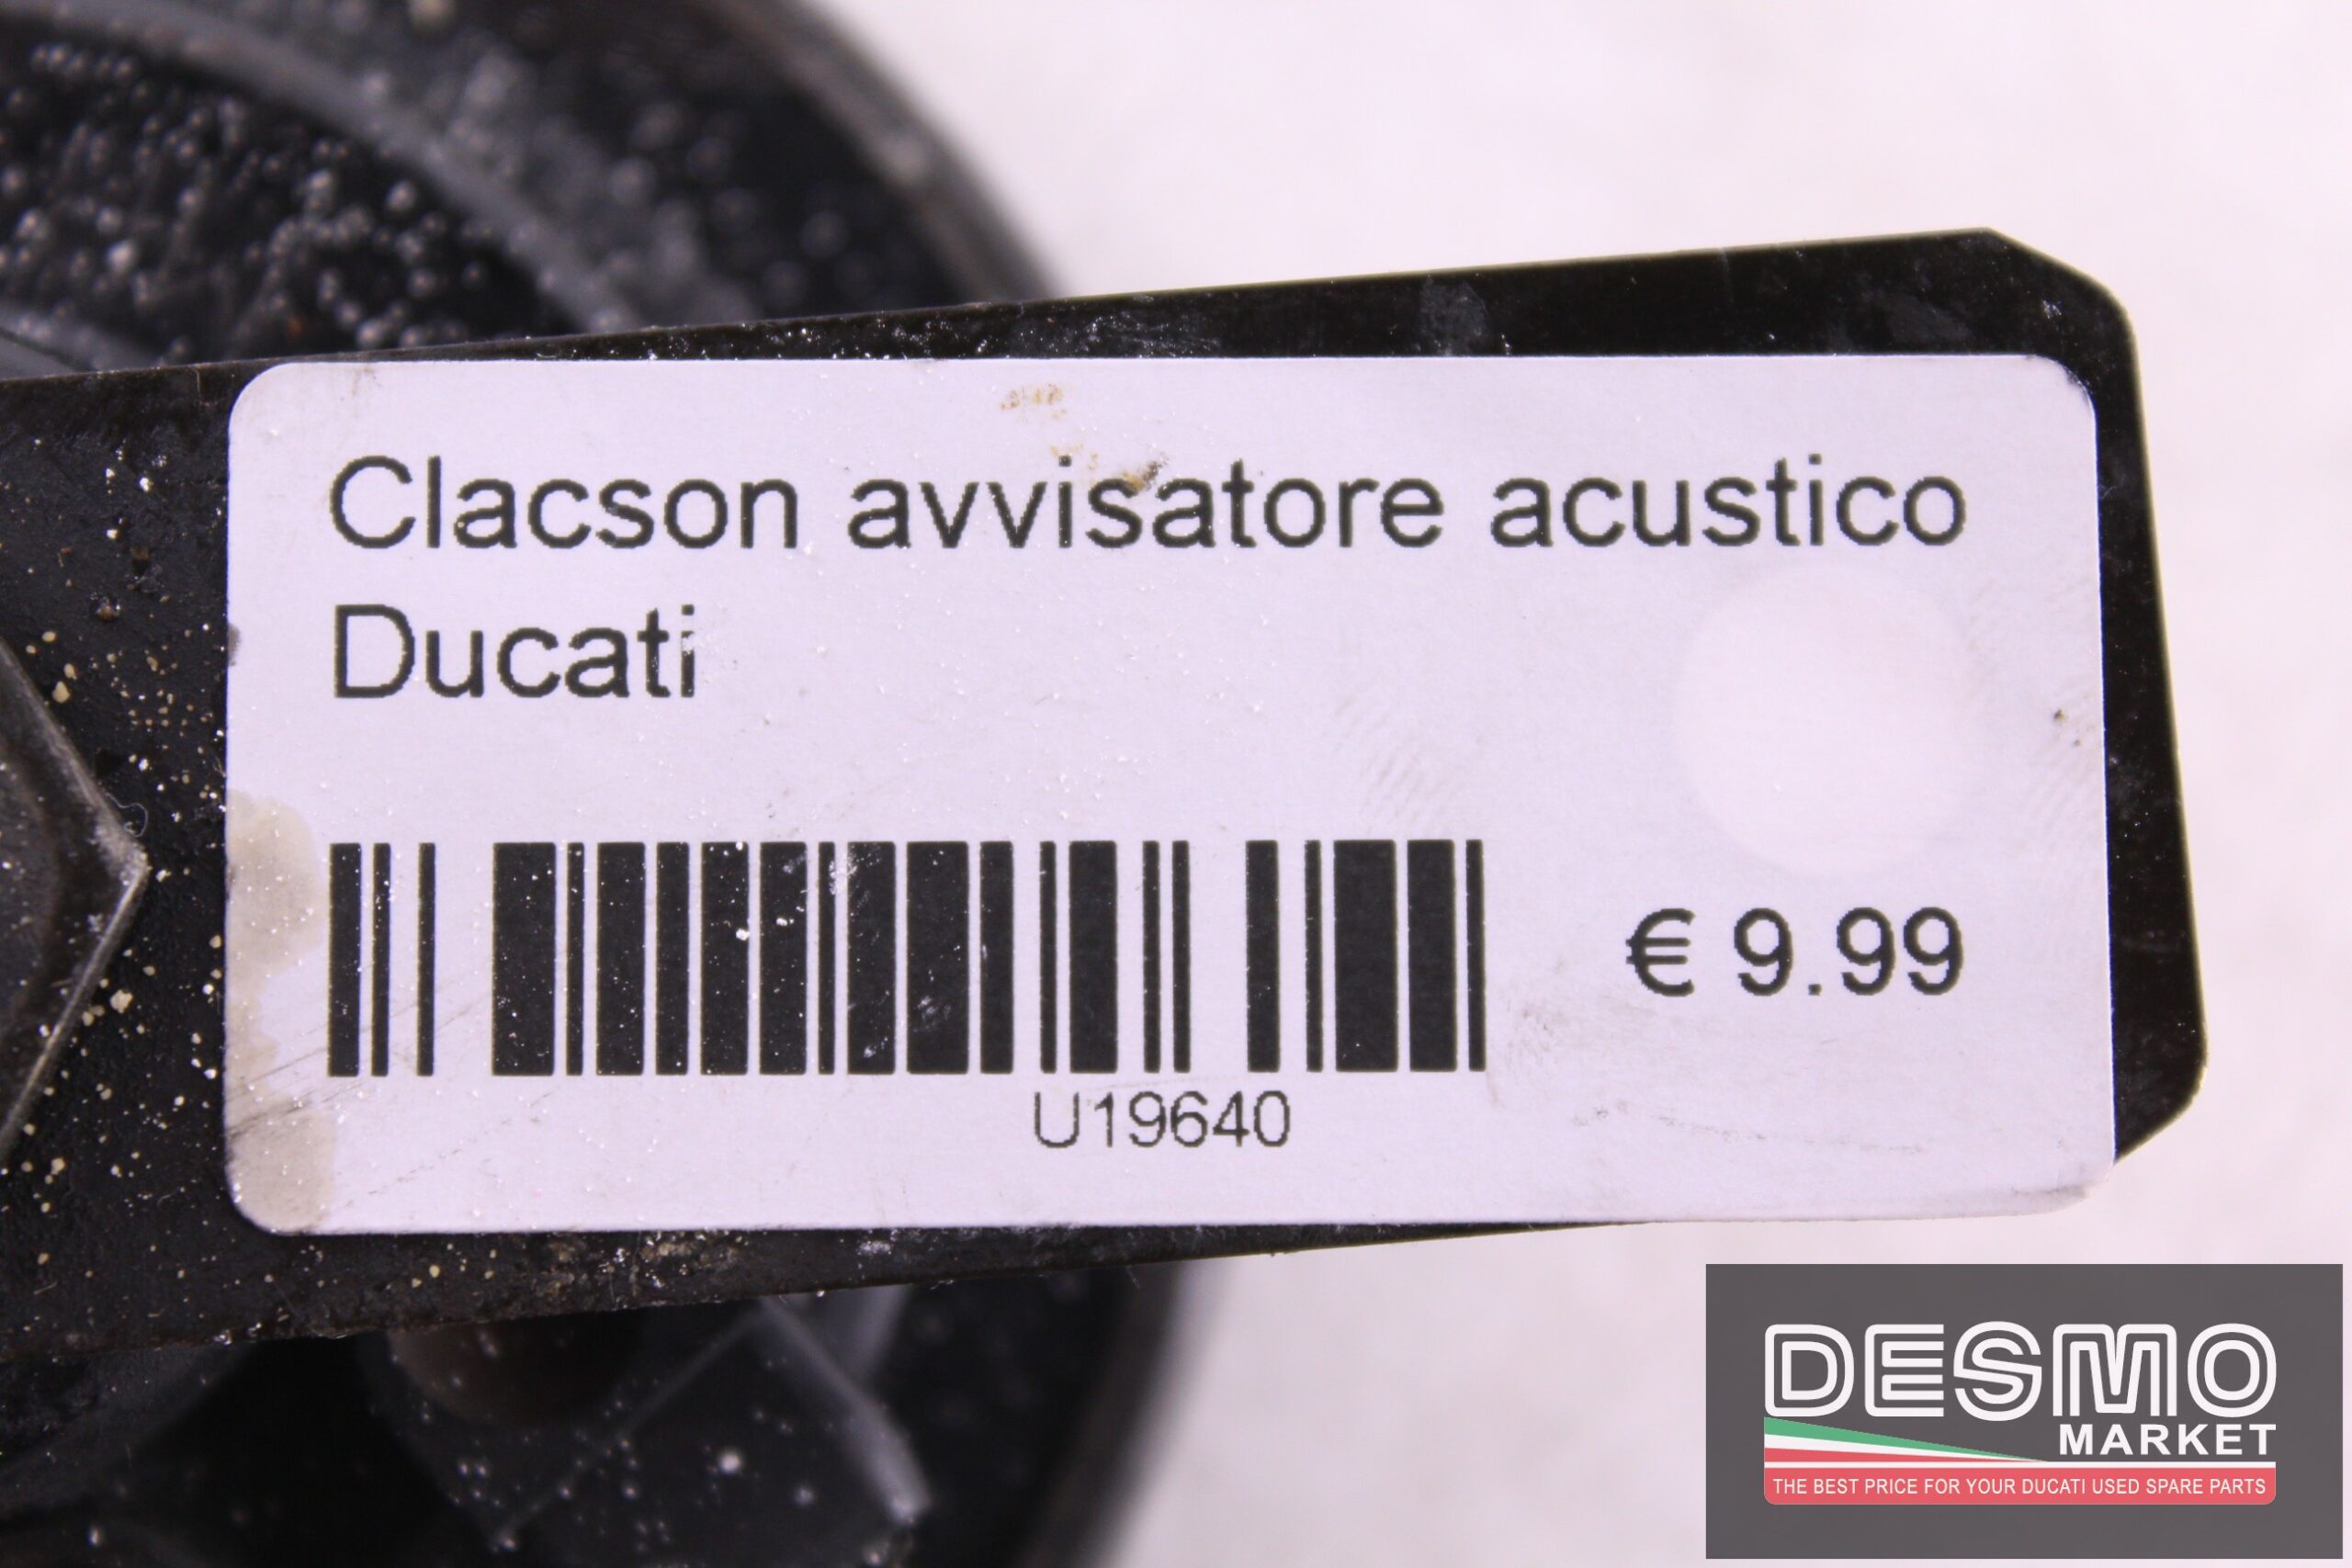 Clacson avvisatore acustico
Ducati
€ 9.99
U19640
DESMO
MARKET
THE BEST PRICE FOR YOUR DUCATI USED SPARE PARTS